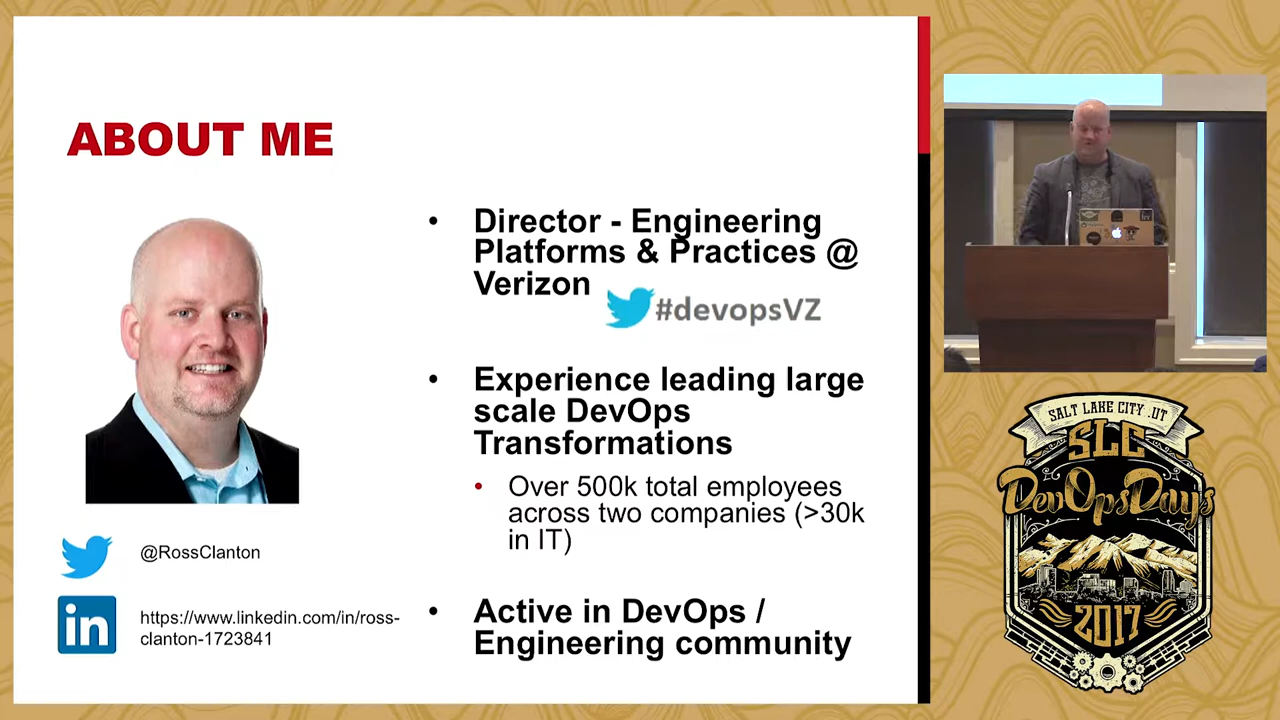 ABOUT ME
• Director - Engineering
Platforms & Practices @
Verizon
#devopsVZ
• Experience leading large
scale DevOps
Transformations
• Over 500k total employees
across two companies (>30k
in IT)
• Active in DevOps /
Engineering community
@RossClanton
in
https://www.linkedin.com/in/ross-
clanton-1723841
SALT LAKE CITY .UT
SLC
DevOpsDays
2017